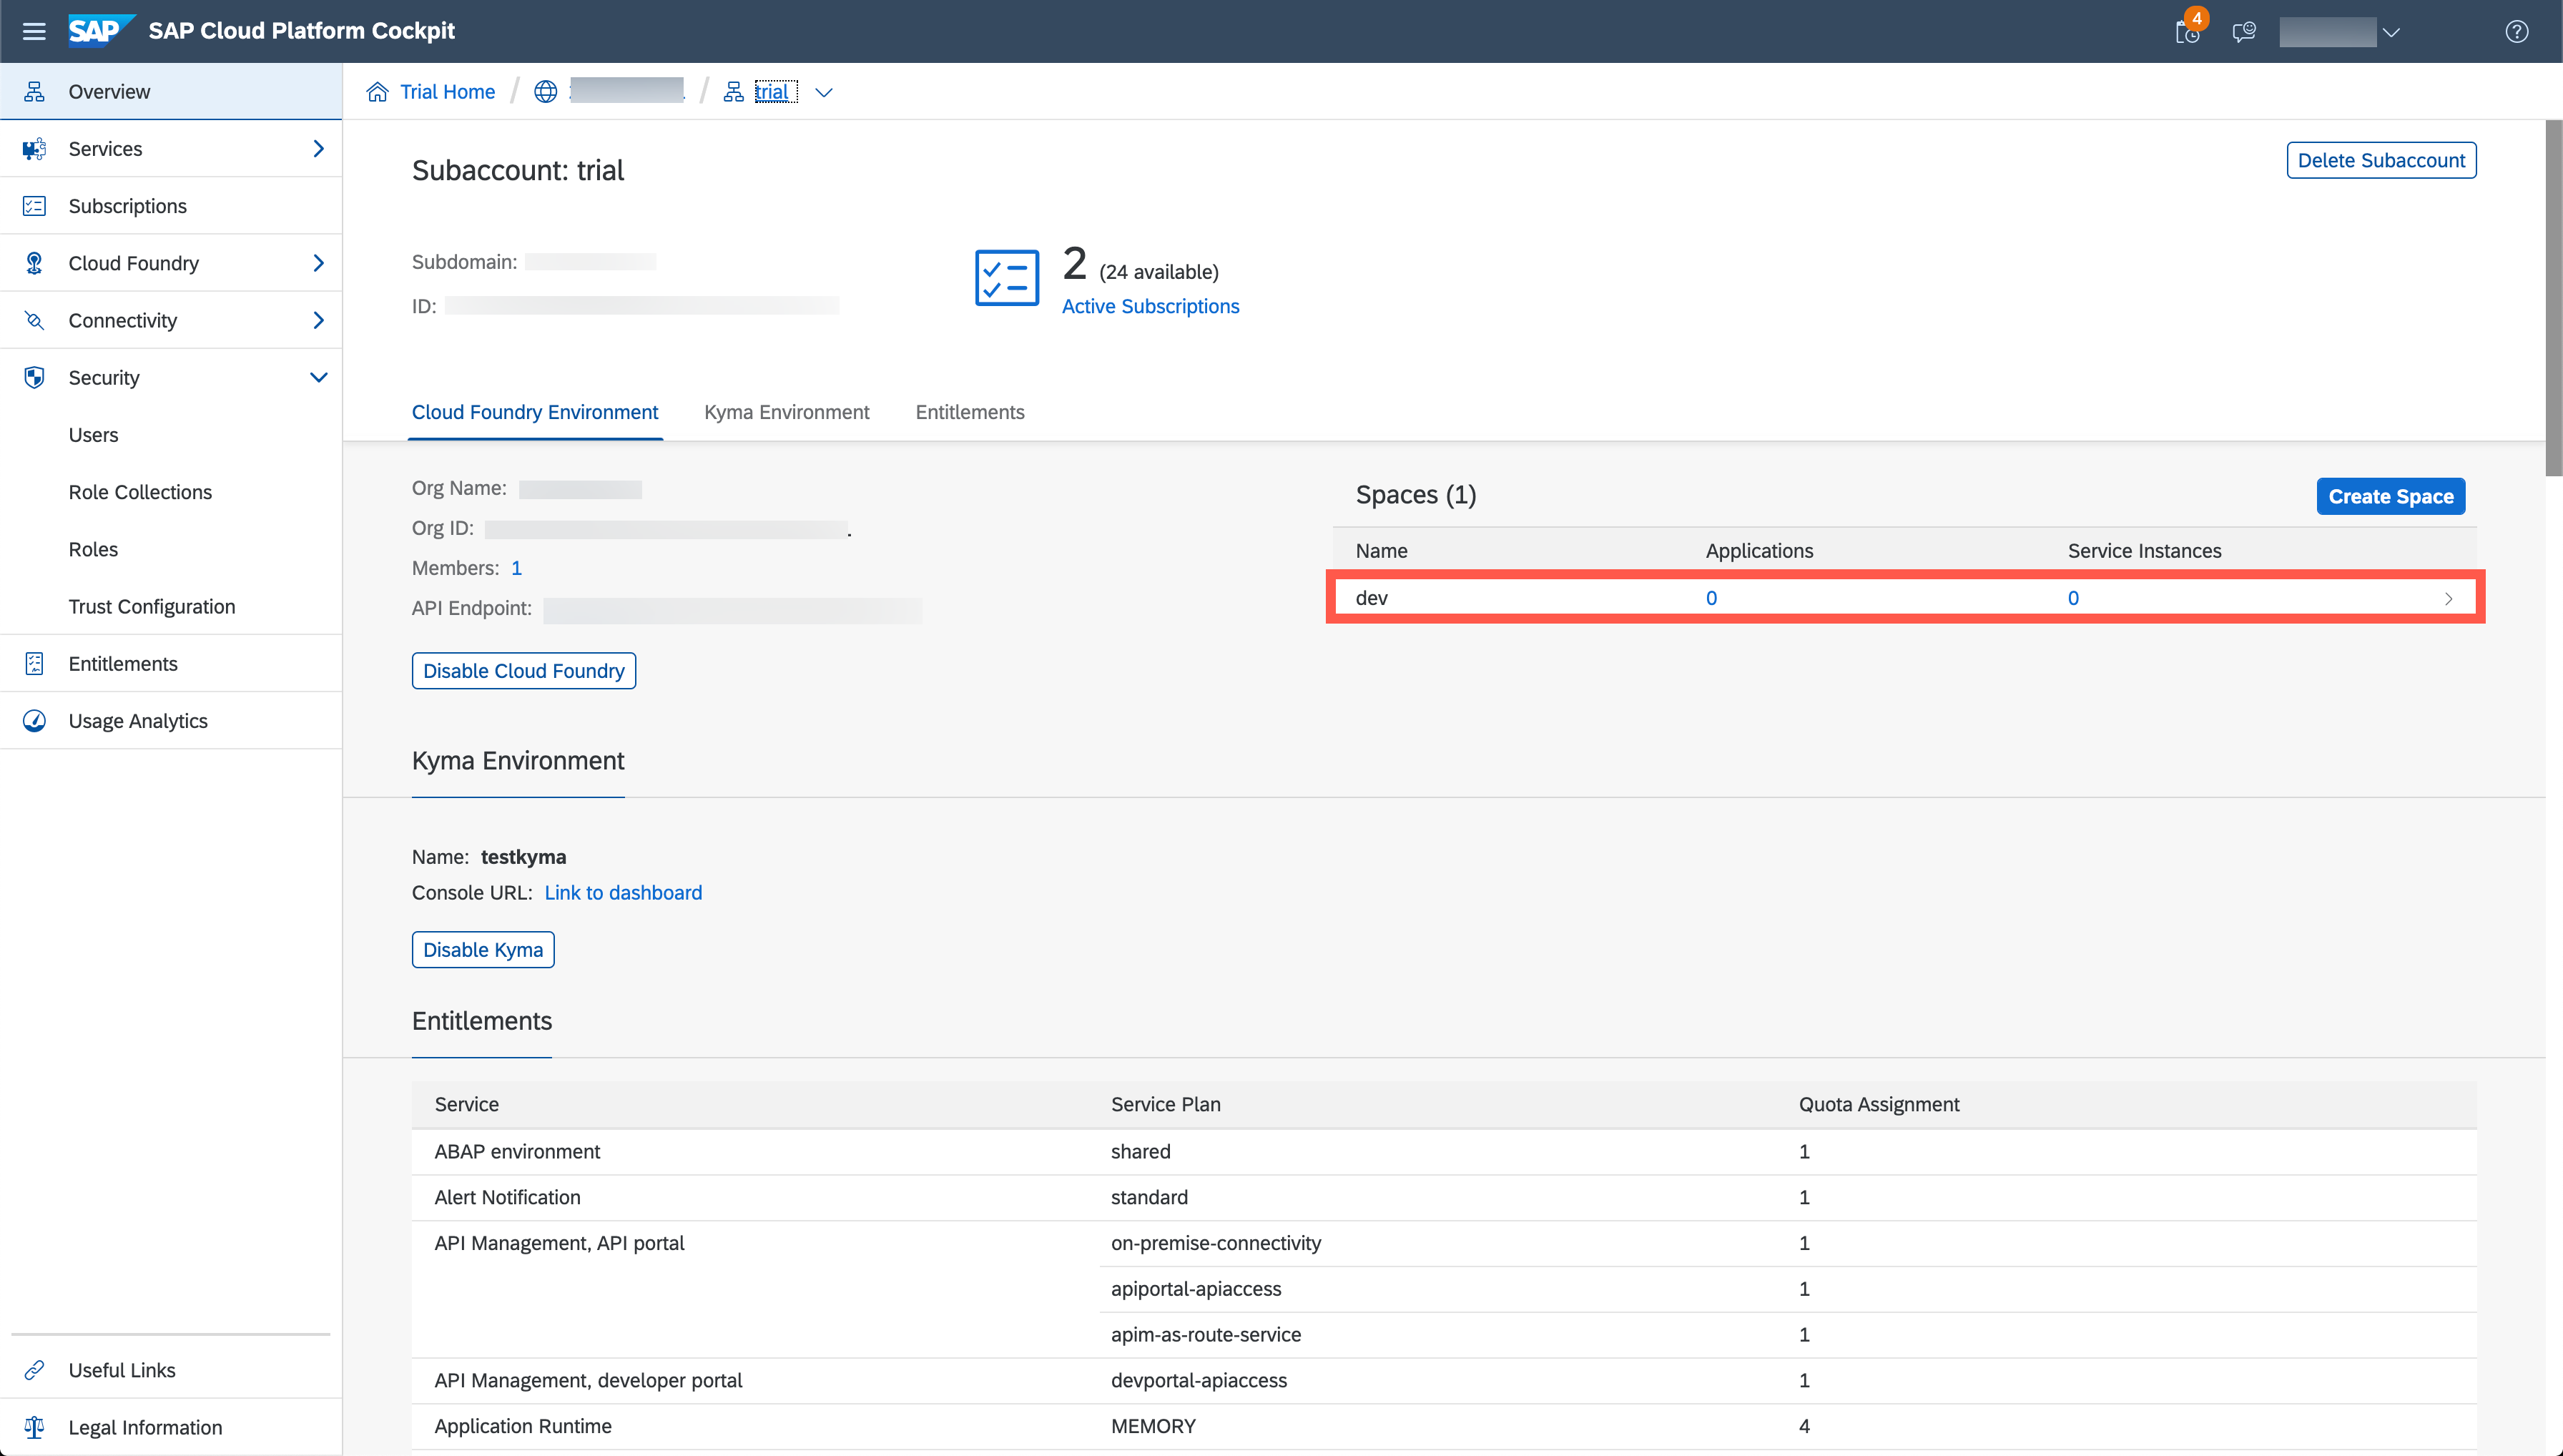 SAP SAP Cloud Platform Cockpit 4
Overview
Services
Subscriptions
Cloud Foundry
Connectivity
Security
Users
Role Collections
Roles
Trust Configuration
Entitlements
Usage Analytics
Useful Links
Legal Information
Trial Home / / trial
Subaccount: trial
Delete Subaccount
Subdomain:
ID:
2 (24 available)
Active Subscriptions
Cloud Foundry Environment Kyma Environment Entitlements
Org Name:
Org ID:
Members: 1
API Endpoint:
Disable Cloud Foundry
Spaces (1)
Create Space
Name Applications Service Instances
dev 0 0
Kyma Environment
Name: testkyma
Console URL: Link to dashboard
Disable Kyma
Entitlements
Service Service Plan Quota Assignment
ABAP environment shared 1
Alert Notification standard 1
API Management, API portal on-premise-connectivity 1
apiportal-apiaccess 1
apim-as-route-service 1
API Management, developer portal devportal-apiaccess 1
Application Runtime MEMORY 4